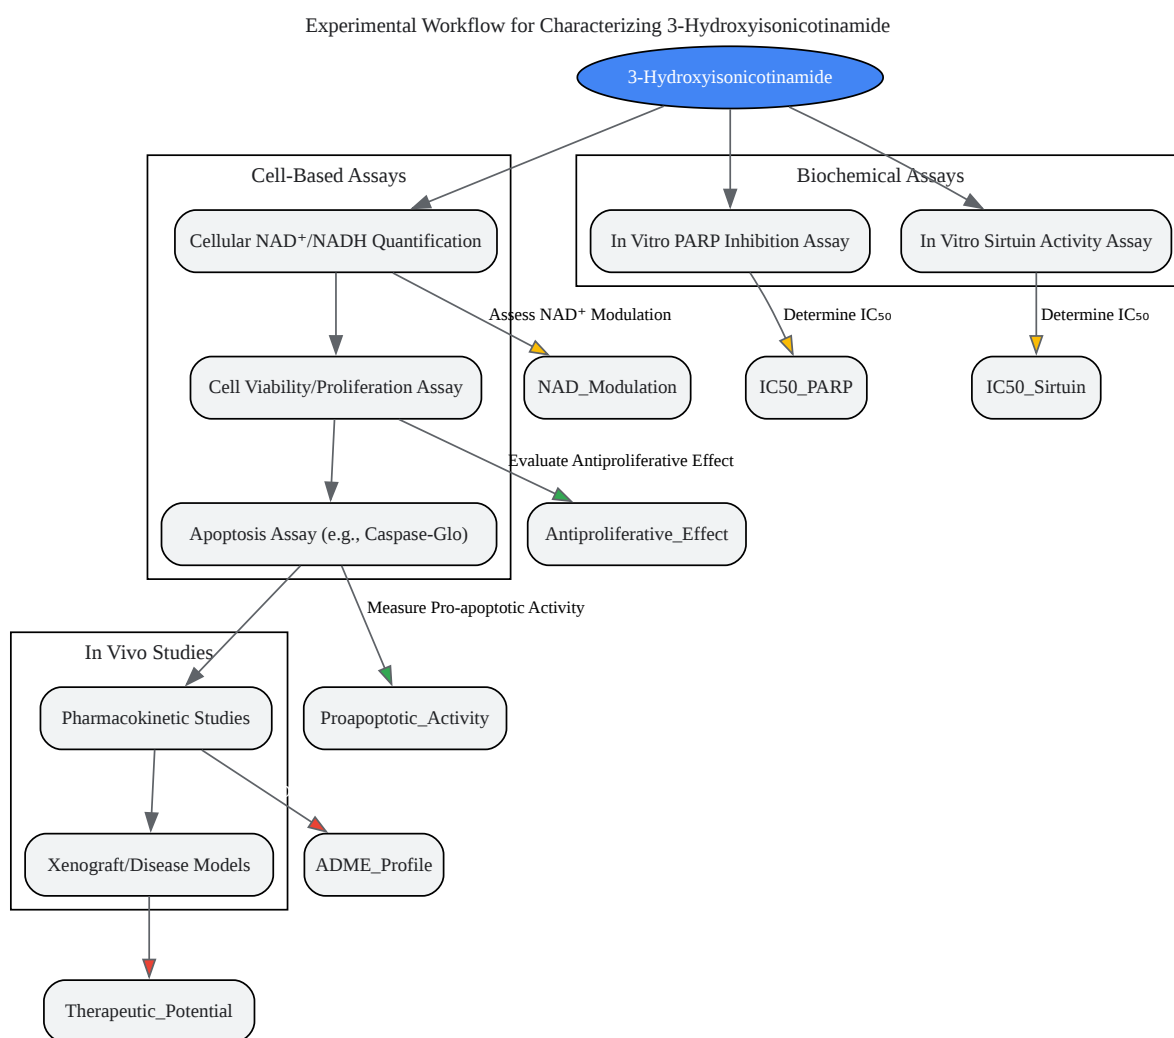 Experimental Workflow for Characterizing 3-Hydroxyisonicotinamide
3-Hydroxyisonicotinamide
Cell-Based Assays
Biochemical Assays
Cellular NAD⁺/NADH Quantification
In Vitro PARP Inhibition Assay
In Vitro Sirtuin Activity Assay
Assess NAD⁺ Modulation
Determine IC₅₀
Determine IC₅₀
Cell Viability/Proliferation Assay
NAD_Modulation
IC50_PARP
IC50_Sirtuin
Evaluate Antiproliferative Effect
Apoptosis Assay (e.g., Caspase-Glo)
Antiproliferative_Effect
Measure Pro-apoptotic Activity
In Vivo Studies
Pharmacokinetic Studies
Proapoptotic_Activity
Xenograft/Disease Models
ADME_Profile
Therapeutic_Potential